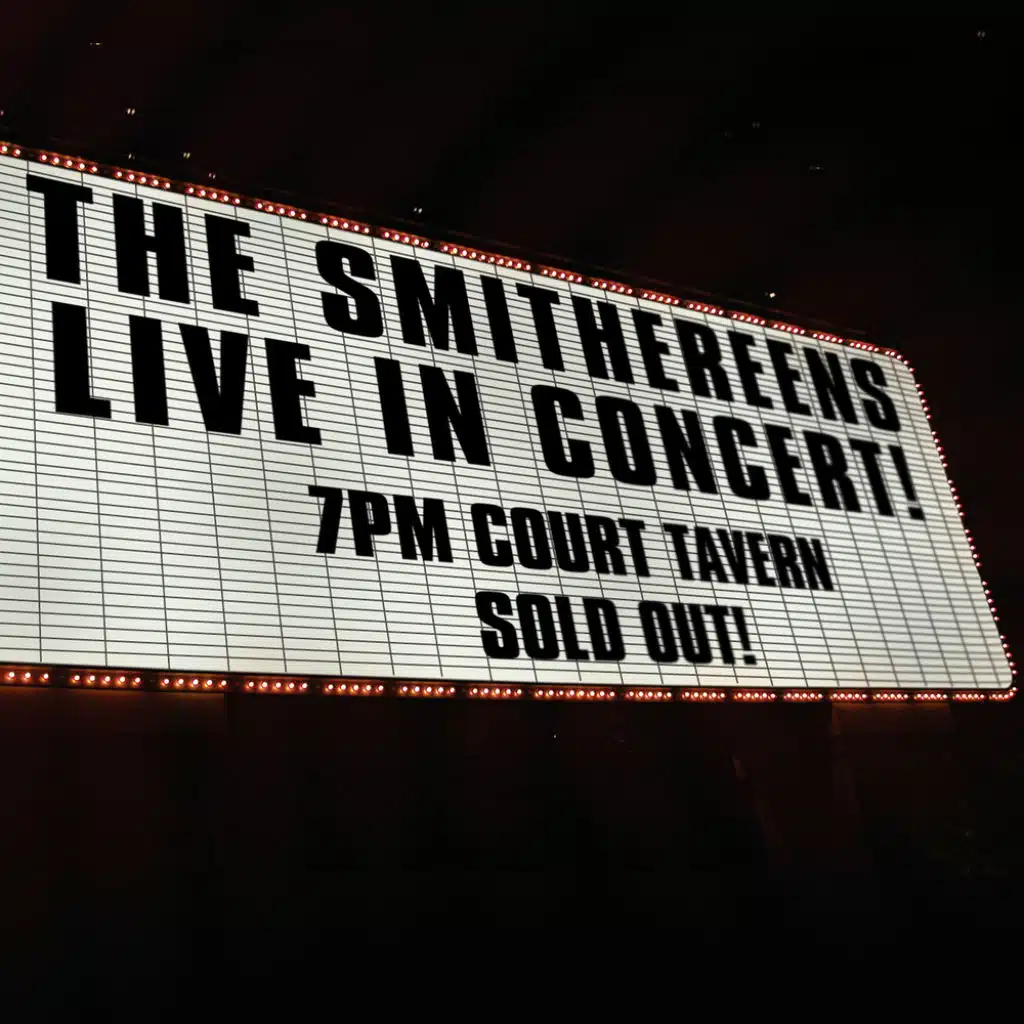 THE SMITHEREENS
LIVE IN CONCERT!
7PM COURT TAVERN
SOLD OUT!